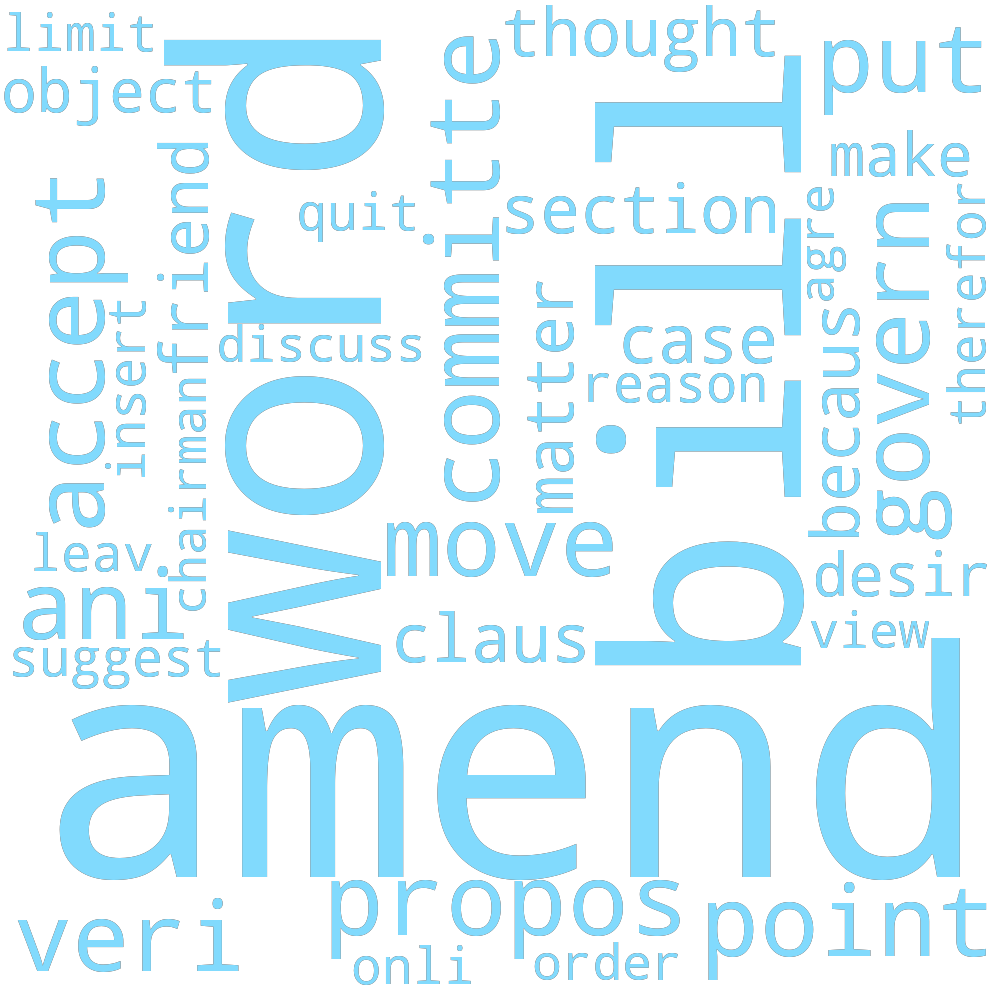 limit
object
word
committe
thought
bill
put
make
accept
friend
quit
section
agre
govern
therefor
insert
discuss
matter
case
reason
becaus
chairman
leav
move
desir
ani
suggest
claus
view
amend
veri
propos
point
onli
order